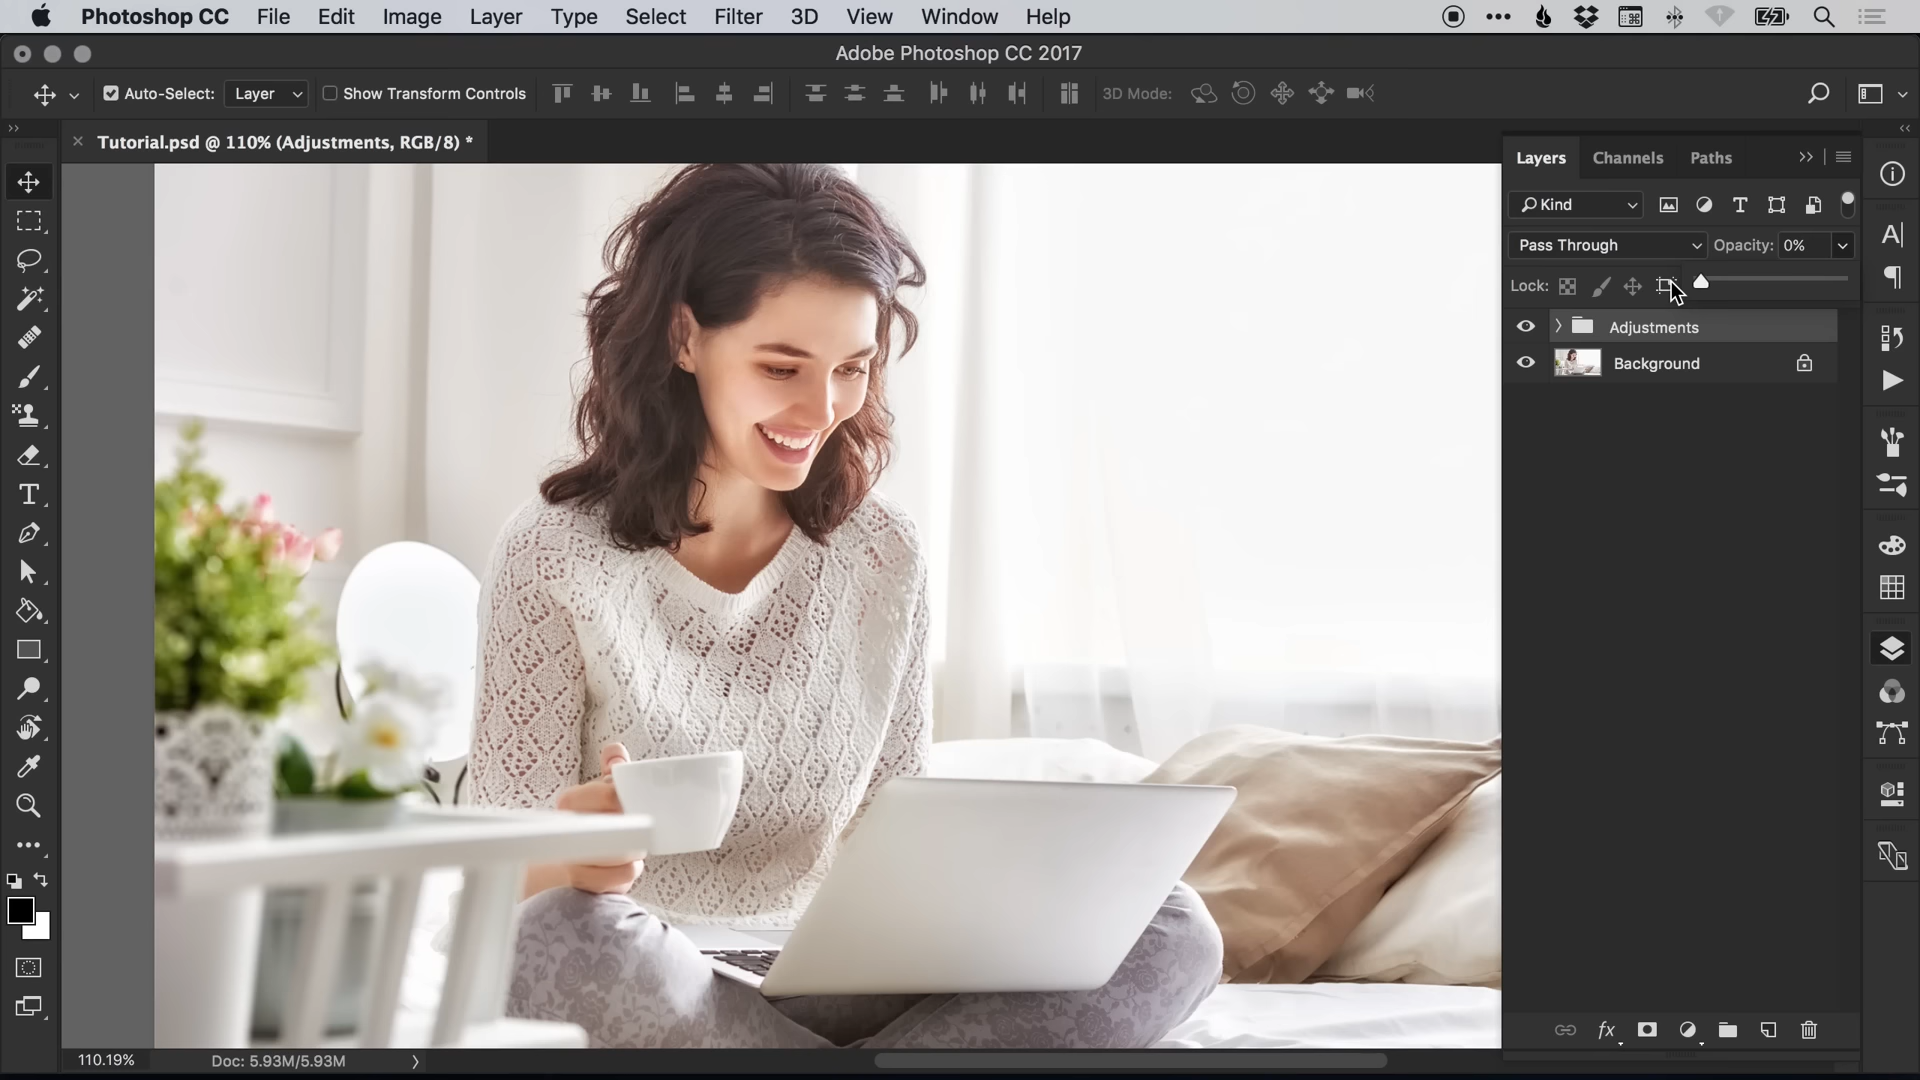 Photoshop CC File Edit Image Layer Type Select Filter 3D View Window Help
Adobe Photoshop CC 2017
Auto-Select: Layer Show Transform Controls 3D Mode:
Tutorial.psd @ 110% (Adjustments, RGB/8) *
Layers Channels Paths
Kind
Pass Through Opacity: 0%
Lock:
Adjustments
Background
fx
110.19% Doc: 5.93M/5.93M